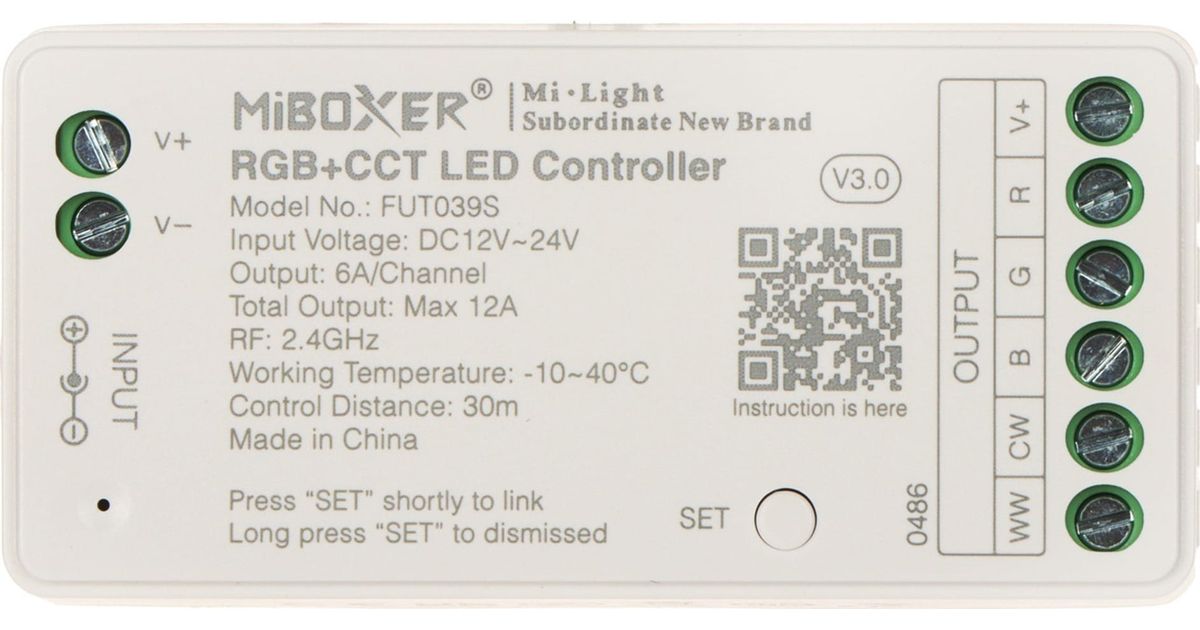 MiBOXER® | Mi·Light
Subordinate New Brand
RGB+CCT LED Controller
V3.0
Model No.: FUT039S
Input Voltage: DC12V~24V
Output: 6A/Channel
Total Output: Max 12A
RF: 2.4GHz
Working Temperature: -10~40°C
Control Distance: 30m
Made in China
Press “SET” shortly to link
Long press “SET” to dismissed
V+
V−
INPUT
Instruction is here
SET
0486
OUTPUT
V+
R
G
B
CW
WW